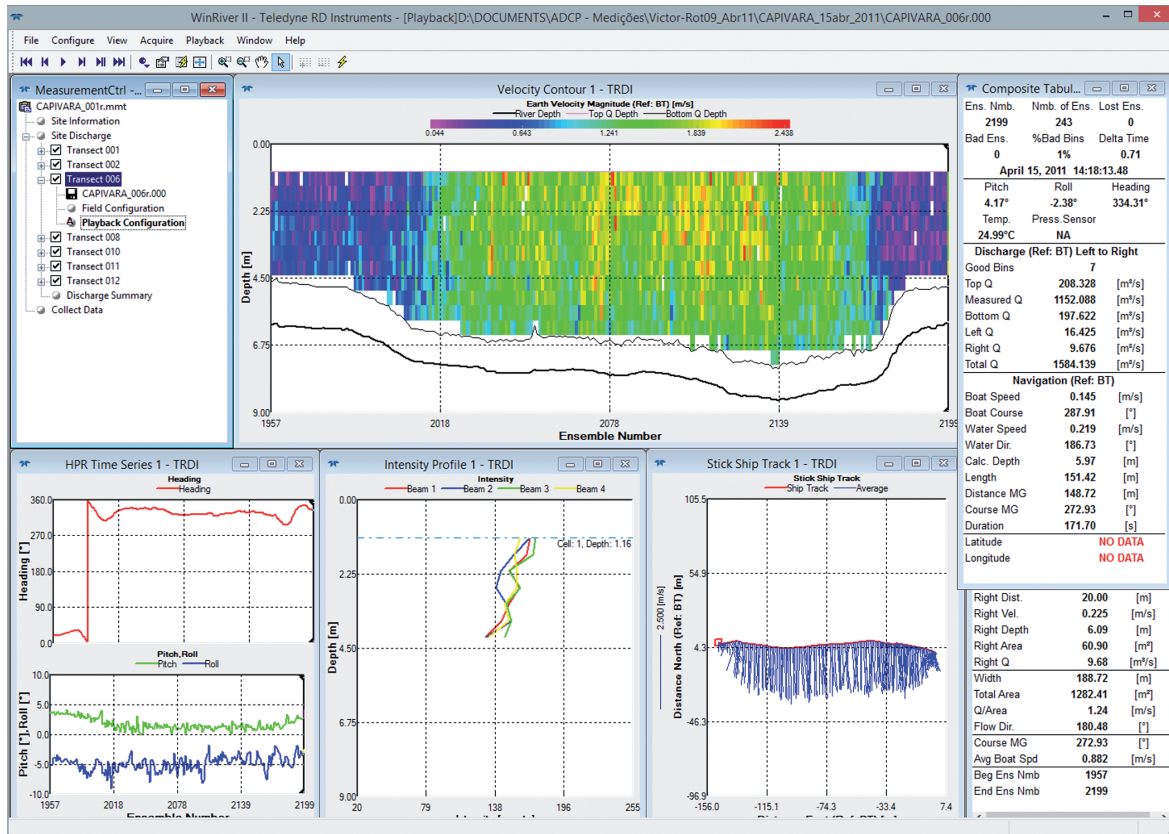 WinRiver II - Teledyne RD Instruments - [Playback]D:\DOCUMENTS\ADCP - Medições\Victor-Rot09_Abr11\CAPIVARA_15abr_2011\CAPIVARA_006r.000
File Configure View Acquire Playback Window Help
MeasurementCtrl -...
CAPIVARA_001r.mmt
Site Information
Site Discharge
Transect 001
Transect 002
Transect 006
CAPIVARA_006r.000
Field Configuration
Playback Configuration
Transect 008
Transect 010
Transect 011
Transect 012
Discharge Summary
Collect Data
Velocity Contour 1 - TRDI
Earth Velocity Magnitude (Ref: BT) [m/s]
River Depth Top Q Depth Bottom Q Depth
0.044 0.643 1.241 1.839 2.438
0.00
2.25
4.50
6.75
9.00
Depth [m]
1957 2018 2078 2139 2199
Ensemble Number
Composite Tabul...
Ens. Nmb. Nmb. of Ens. Lost Ens.
2199 243 0
Bad Ens. %Bad Bins Delta Time
0 1% 0.71
April 15, 2011 14:18:13.48
Pitch Roll Heading
4.17° -2.38° 334.31°
Temp. Press.Sensor
24.99°C NA
Discharge (Ref: BT) Left to Right
Good Bins 7
Top Q 208.328 [m³/s]
Measured Q 1152.088 [m³/s]
Bottom Q 197.622 [m³/s]
Left Q 16.425 [m³/s]
Right Q 9.676 [m³/s]
Total Q 1584.139 [m³/s]
Navigation (Ref: BT)
Boat Speed 0.145 [m/s]
Boat Course 287.91 [°]
Water Speed 0.219 [m/s]
Water Dir. 186.73 [°]
Calc. Depth 5.97 [m]
Length 151.42 [m]
Distance MG 148.72 [m]
Course MG 272.93 [°]
Duration 171.70 [s]
Latitude NO DATA
Longitude NO DATA
Right Dist. 20.00 [m]
Right Vel. 0.225 [m/s]
Right Depth 6.09 [m]
Right Area 60.90 [m²]
Right Q 9.68 [m³/s]
Width 188.72 [m]
Total Area 1282.41 [m²]
Q/Area 1.24 [m/s]
Flow Dir. 180.48 [°]
Course MG 272.93 [°]
Avg Boat Spd 0.882 [m/s]
Beg Ens Nmb 1957
End Ens Nmb 2199
HPR Time Series 1 - TRDI
Heading
Heading
360.0
270.0
180.0
90.0
0.0
Heading [°]
Pitch,Roll
Pitch Roll
10.0
5.0
0.0
-5.0
-10.0
Pitch [°],Roll [°]
1957 2018 2078 2139 2199
Ensemble Number
Intensity Profile 1 - TRDI
Intensity
Beam 1 Beam 2 Beam 3 Beam 4
Cell: 1, Depth: 1.16
0.00
2.25
4.50
6.75
9.00
Depth [m]
20 79 138 196 255
Stick Ship Track 1 - TRDI
Stick Ship Track
Ship Track Average
105.5
54.9
4.3
-46.3
-96.9
2.500 [m/s]
Distance North (Ref: BT) [m]
-156.0 -115.1 -74.3 -33.4 7.4